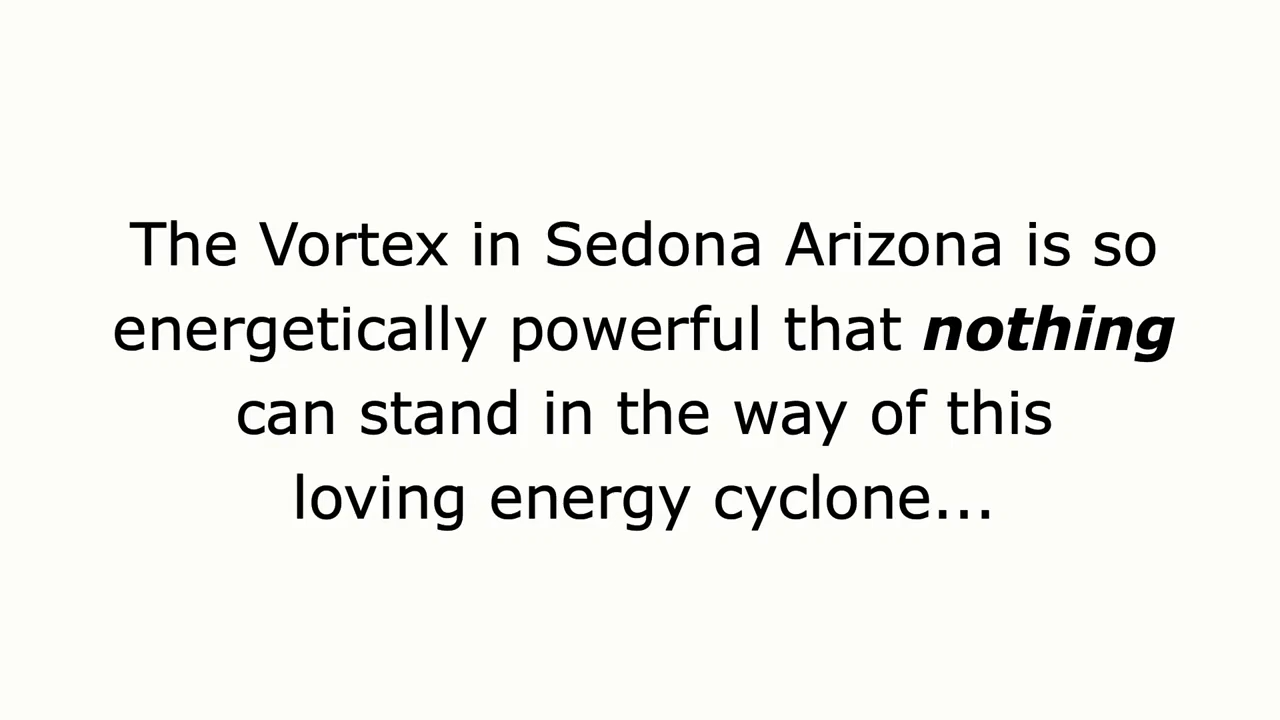 The Vortex in Sedona Arizona is so
energetically powerful that nothing
can stand in the way of this
loving energy cyclone...